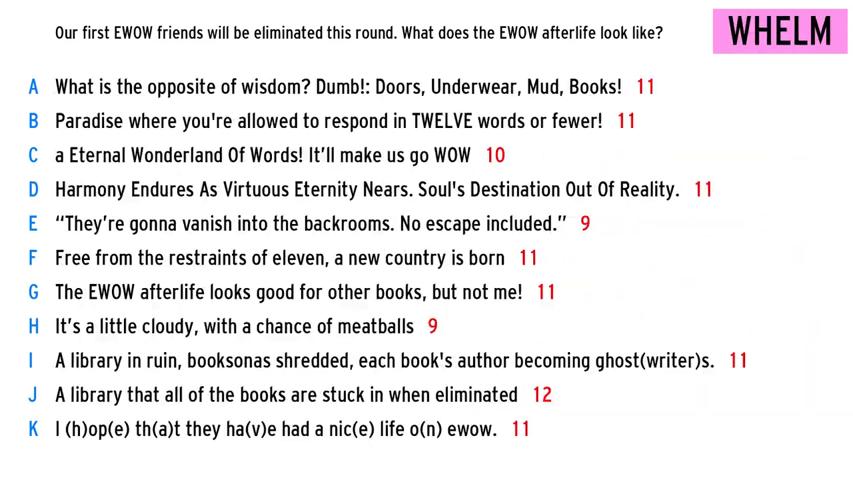 Our first EWOW friends will be eliminated this round. What does the EWOW afterlife look like?
WHELM
A What is the opposite of wisdom? Dumb!: Doors, Underwear, Mud, Books! 11
B Paradise where you're allowed to respond in TWELVE words or fewer! 11
C a Eternal Wonderland Of Words! It’ll make us go WOW 10
D Harmony Endures As Virtuous Eternity Nears. Soul's Destination Out Of Reality. 11
E “They’re gonna vanish into the backrooms. No escape included.” 9
F Free from the restraints of eleven, a new country is born 11
G The EWOW afterlife looks good for other books, but not me! 11
H It’s a little cloudy, with a chance of meatballs 9
I A library in ruin, booksonas shredded, each book's author becoming ghost(writer)s. 11
J A library that all of the books are stuck in when eliminated 12
K I (h)op(e) th(a)t they ha(v)e had a nic(e) life o(n) ewow. 11